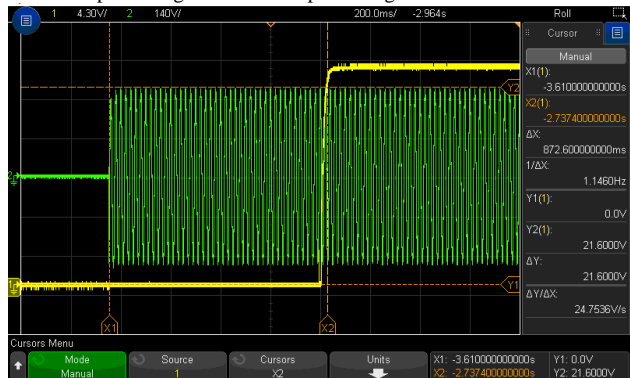 1 4.30V/ 2 140V/ 200.0ms/ -2.964s Roll
Cursor
Manual
X1(1):
-3.610000000000s
X2(1):
-2.737400000000s
ΔX:
872.600000000ms
1/ΔX:
1.1460Hz
Y1(1):
0.0V
Y2(1):
21.6000V
ΔY:
21.6000V
ΔY/ΔX:
24.7536V/s
Y2
2
1
Y1
X1 X2
Cursors Menu
Mode
Manual
Source
1
Cursors
X2
Units
X1: -3.610000000000s
X2: -2.737400000000s
Y1: 0.0V
Y2: 21.6000V